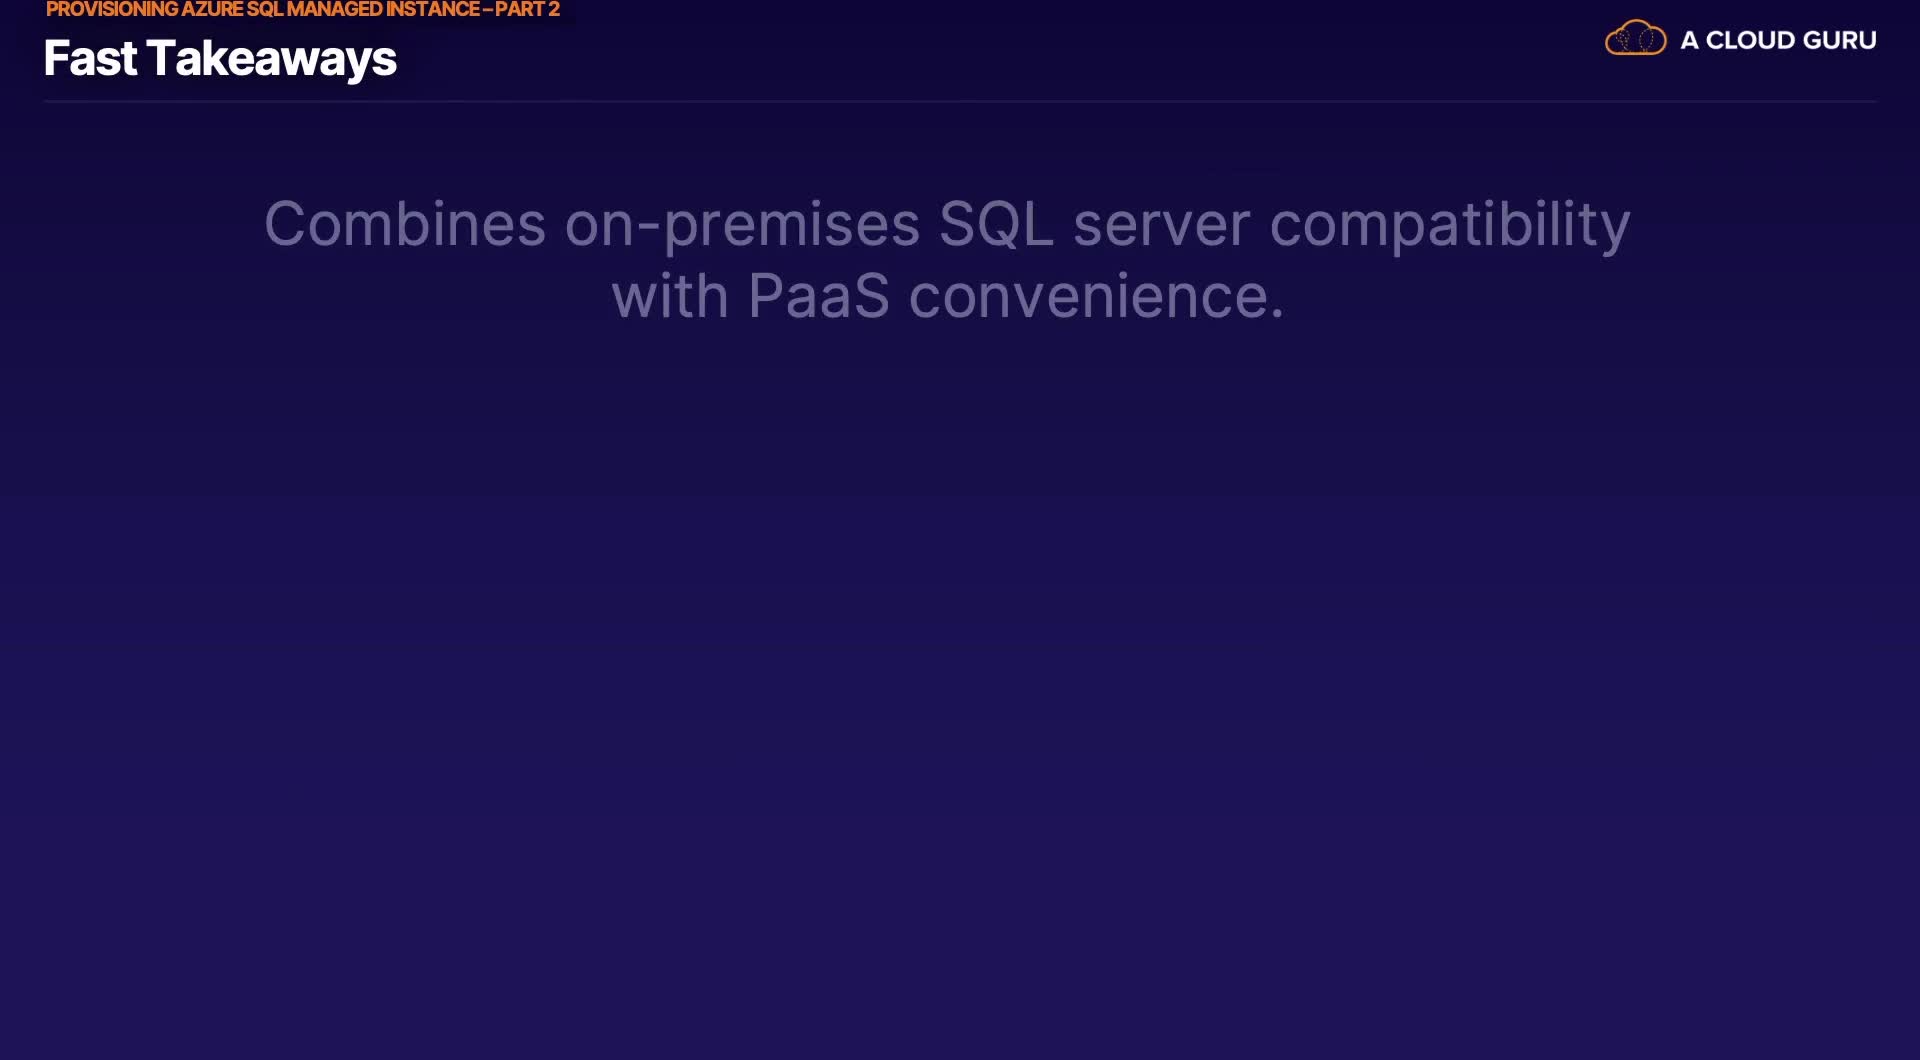 PROVISIONING AZURE SQL MANAGED INSTANCE – PART 2
Fast Takeaways
A CLOUD GURU
Combines on-premises SQL server compatibility
with PaaS convenience.